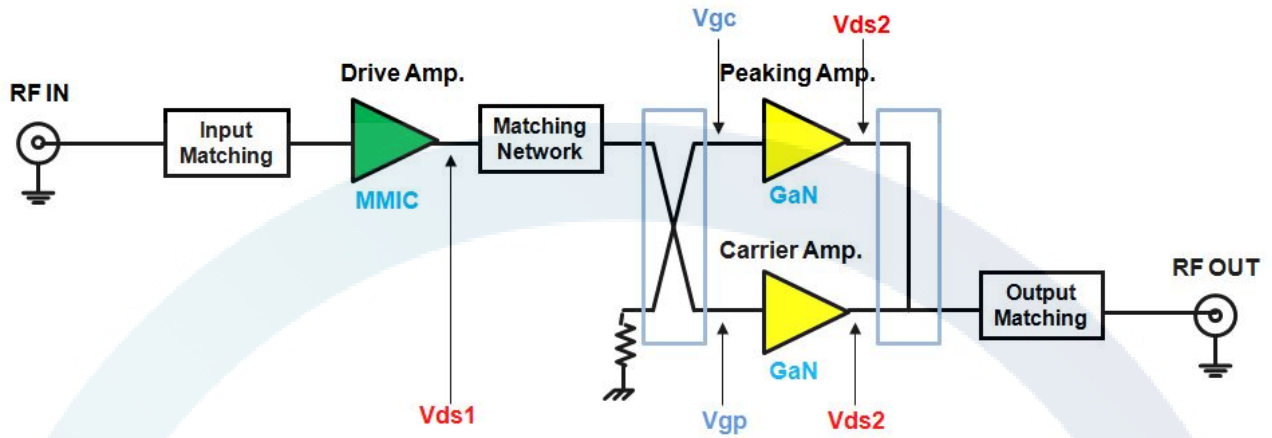 Vgc
Vds2
Drive Amp.
Peaking Amp.
RF IN
Input
Matching
Matching
Network
MMIC
GaN
Carrier Amp.
RF OUT
Output
Matching
GaN
Vds1
Vgp
Vds2